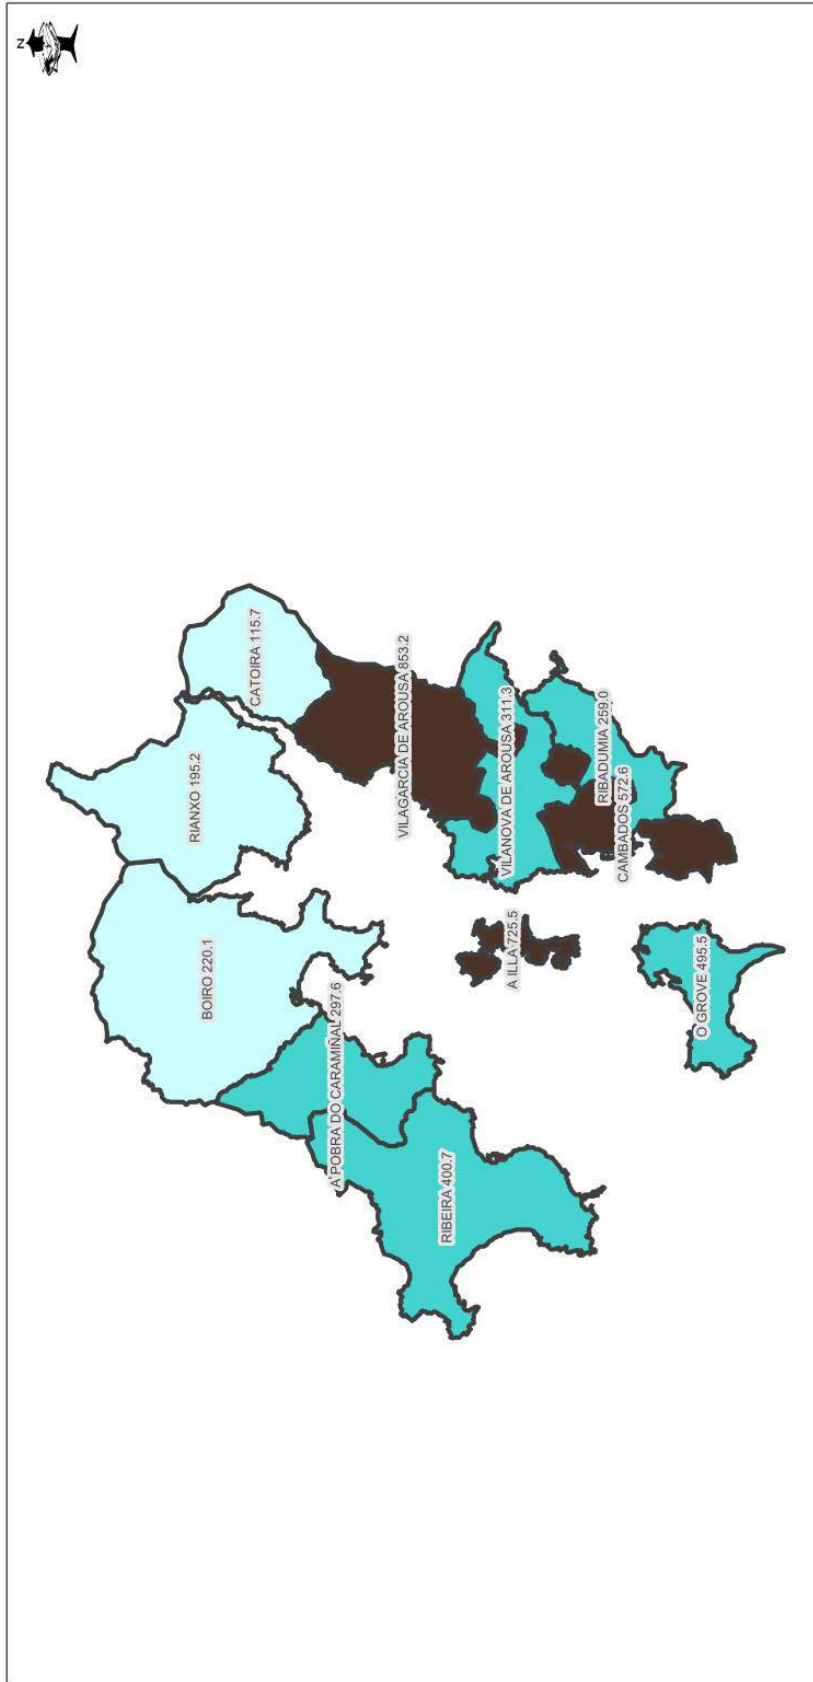 N
CATOIRA 115.7
RIANXO 195.2
BOIRO 220.1
A POBRA DO CARAMIÑAL 297.6
VILAGARCIA DE AROUSA 853.2
RIBEIRA 400.7
VILANOVA DE AROUSA 311.3
A ILLA 725.5
RIBADUMIA 259.0
CAMBADOS 572.6
O GROVE 495.5